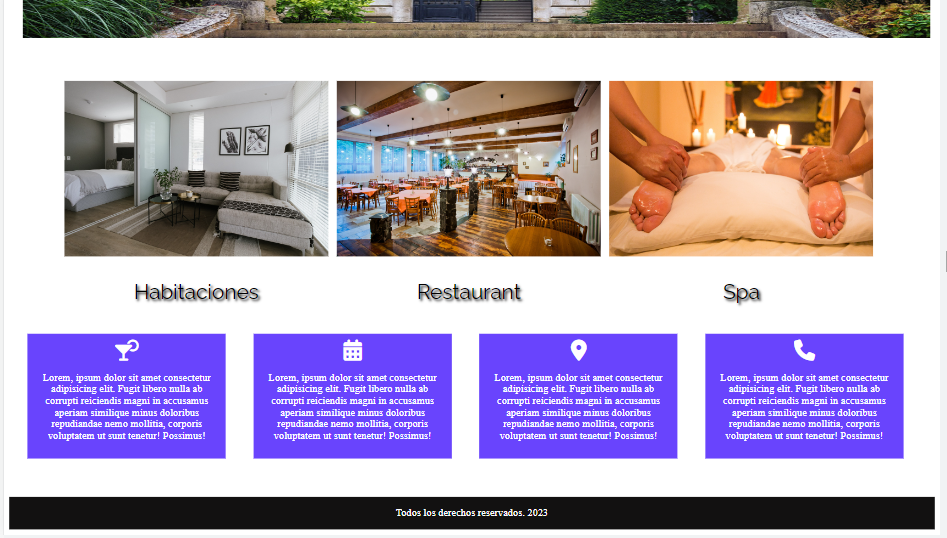 Habitaciones
Restaurant
Spa
Lorem, ipsum dolor sit amet consectetur
adipisicing elit. Fugit libero nulla ab
corrupti reiciendis magni in accusamus
aperiam similique minus doloribus
repudiandae nemo mollitia, corporis
voluptatem ut sunt tenetur! Possimus!
Lorem, ipsum dolor sit amet consectetur
adipisicing elit. Fugit libero nulla ab
corrupti reiciendis magni in accusamus
aperiam similique minus doloribus
repudiandae nemo mollitia, corporis
voluptatem ut sunt tenetur! Possimus!
Lorem, ipsum dolor sit amet consectetur
adipisicing elit. Fugit libero nulla ab
corrupti reiciendis magni in accusamus
aperiam similique minus doloribus
repudiandae nemo mollitia, corporis
voluptatem ut sunt tenetur! Possimus!
Lorem, ipsum dolor sit amet consectetur
adipisicing elit. Fugit libero nulla ab
corrupti reiciendis magni in accusamus
aperiam similique minus doloribus
repudiandae nemo mollitia, corporis
voluptatem ut sunt tenetur! Possimus!
Todos los derechos reservados. 2023